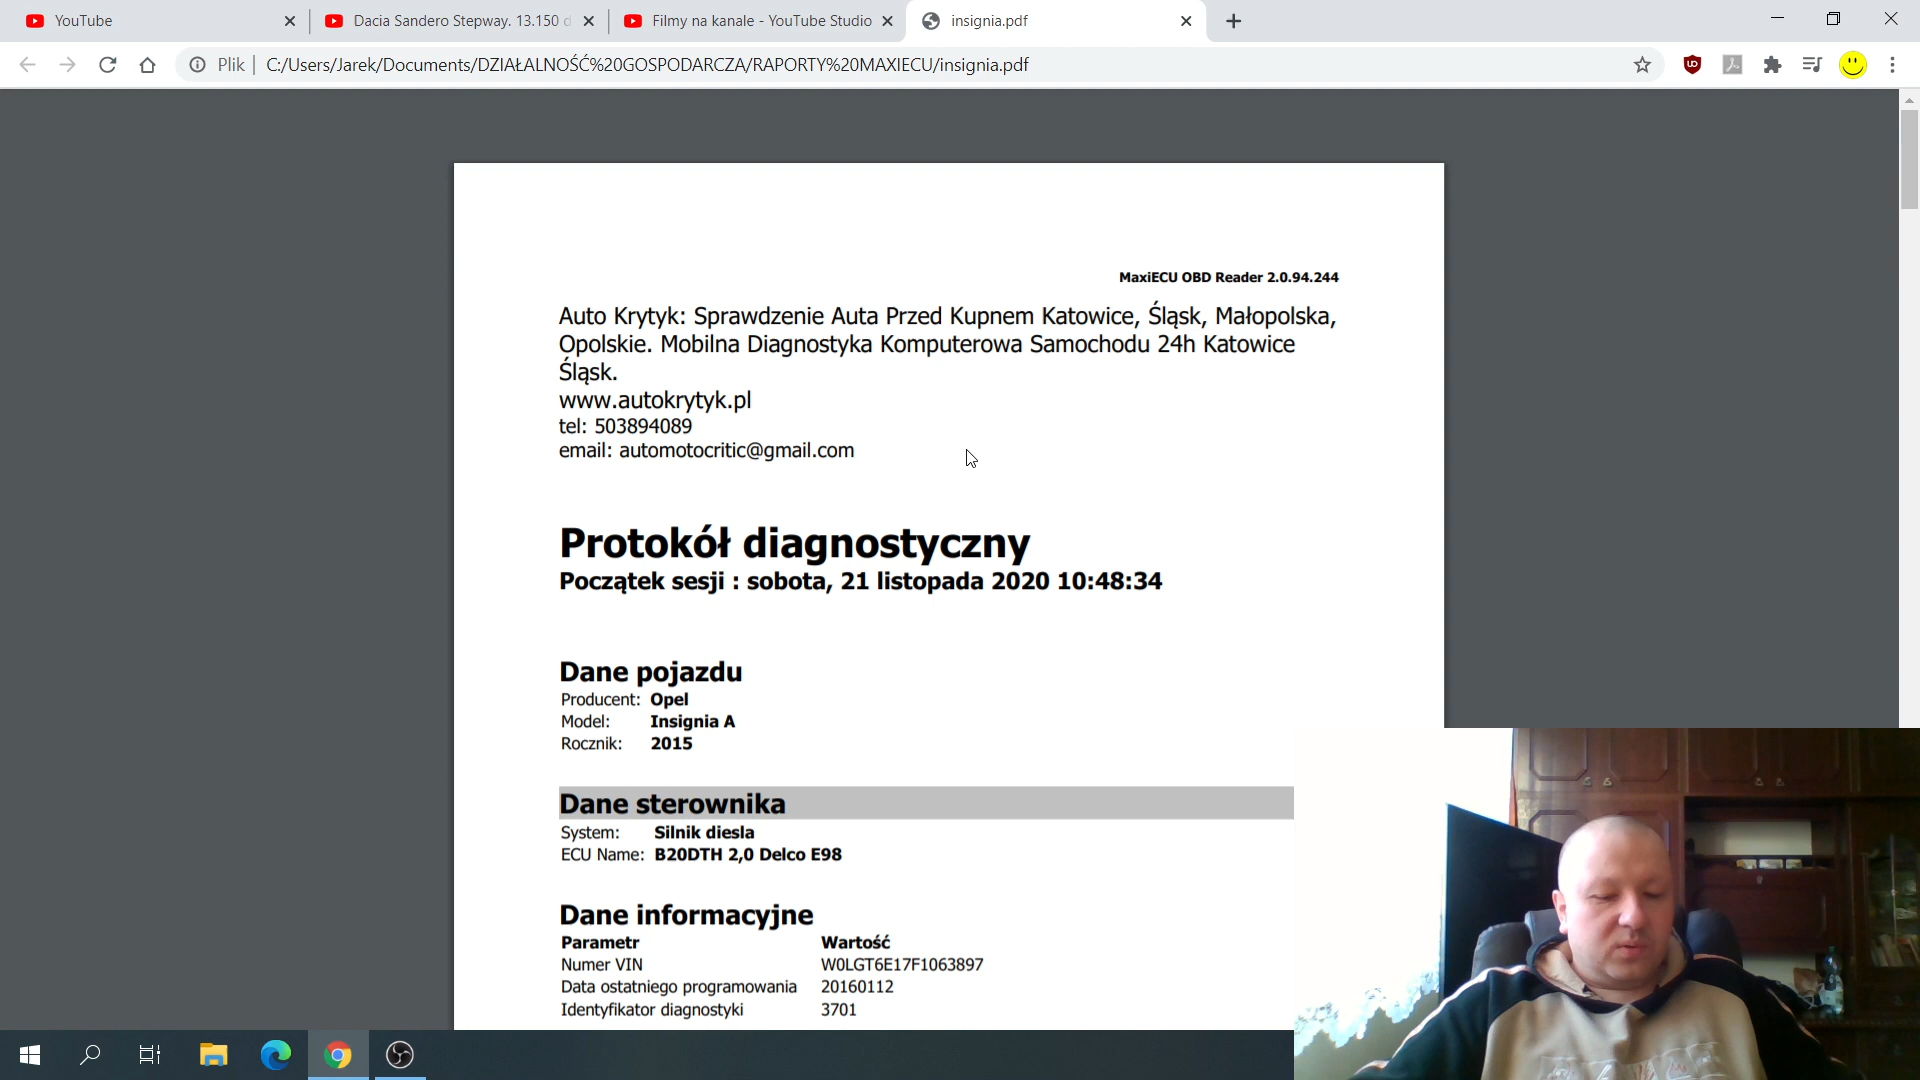 YouTube
Dacia Sandero Stepway. 13.150 d
Filmy na kanale - YouTube Studio
insignia.pdf
Plik
C:/Users/Jarek/Documents/DZIAŁALNOŚĆ%20GOSPODARCZA/RAPORTY%20MAXIECU/insignia.pdf
MaxiECU OBD Reader 2.0.94.244
Auto Krytyk: Sprawdzenie Auta Przed Kupnem Katowice, Śląsk, Małopolska,
Opolskie. Mobilna Diagnostyka Komputerowa Samochodu 24h Katowice
Śląsk.
www.autokrytyk.pl
tel: 503894089
email: automotocritic@gmail.com
Protokół diagnostyczny
Początek sesji : sobota, 21 listopada 2020 10:48:34
Dane pojazdu
Producent: Opel
Model: Insignia A
Rocznik: 2015
Dane sterownika
System: Silnik diesla
ECU Name: B20DTH 2,0 Delco E98
Dane informacyjne
Parametr Wartość
Numer VIN W0LGT6E17F1063897
Data ostatniego programowania 20160112
Identyfikator diagnostyki 3701